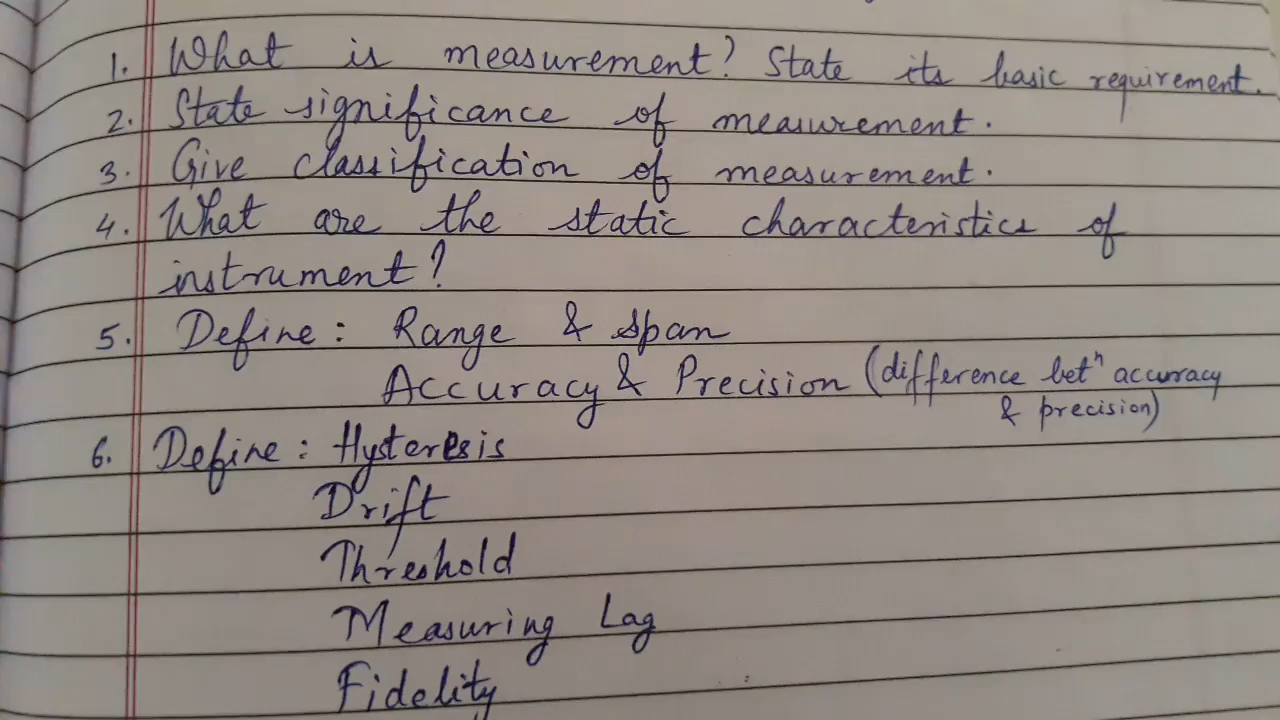 1. What is measurement? State its basic requirement.
2. State significance of measurement.
3. Give classification of measurement.
4. What are the static characteristics of
instrument?
5. Define: Range & span
Accuracy & Precision (difference betⁿ accuracy
& precision)
6. Define: Hysteresis
Drift
Threshold
Measuring Lag
Fidelity